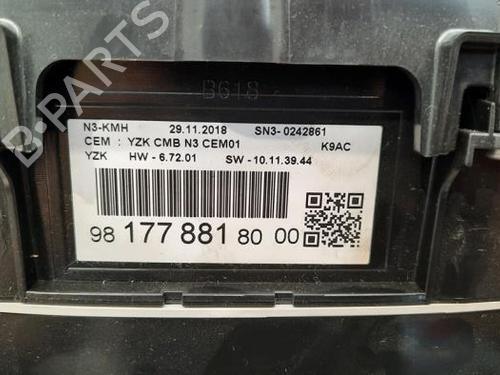 B618
N3-KMH 29.11.2018 SN3- 0242861
CEM : YZK CMB N3 CEM01 K9AC
YZK HW - 6.72.01 SW - 10.11.39.44
98 177 881 80 00
B-PARTS